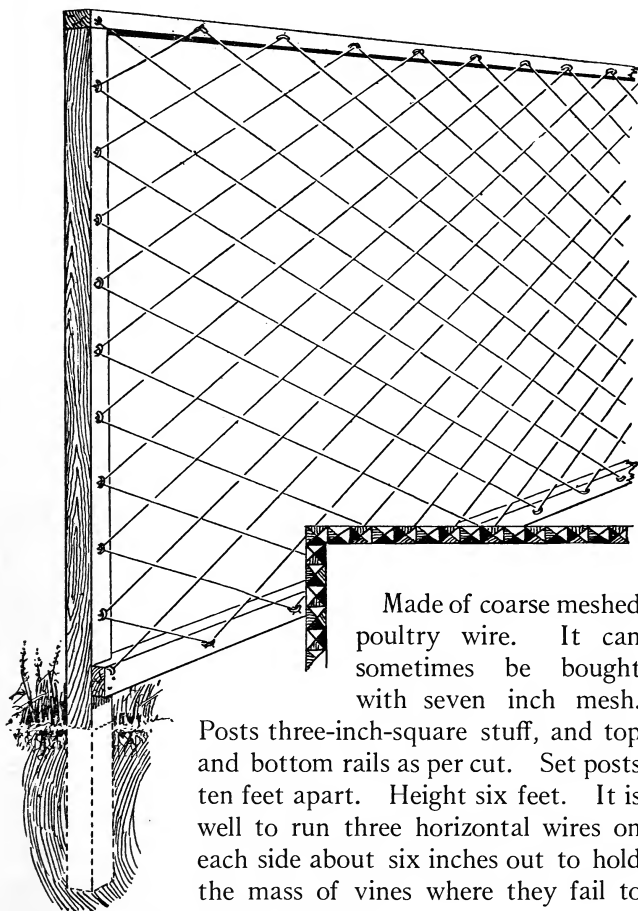 Made of coarse meshed
poultry wire. It can
sometimes be bought
with seven inch mesh.
Posts three-inch-square stuff, and top
and bottom rails as per cut. Set posts
ten feet apart. Height six feet. It is
well to run three horizontal wires on
each side about six inches out to hold
the mass of vines where they fail to